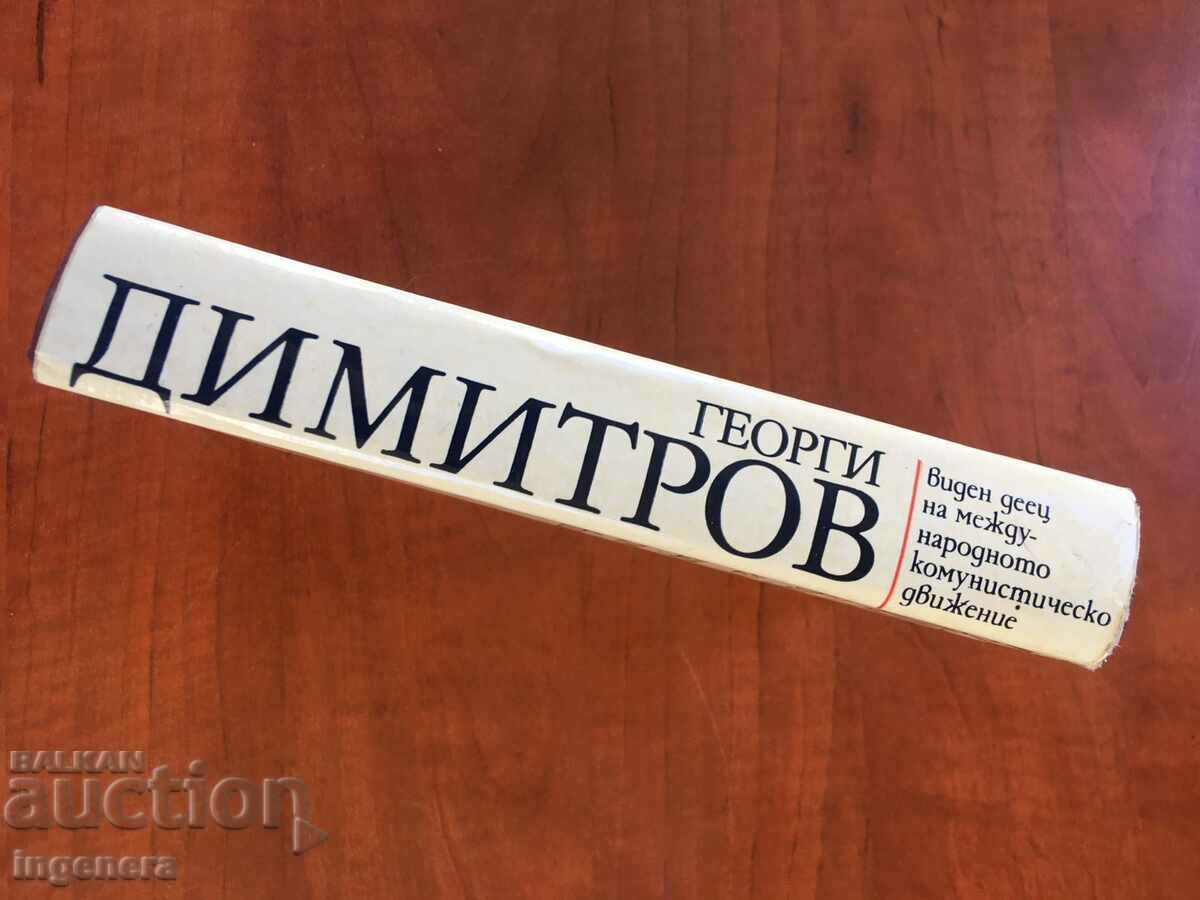 ГЕОРГИ
ДИМИТРОВ
виден деец
на между-
народното
комунистическо
движение
BALKAN
auction
ingenera